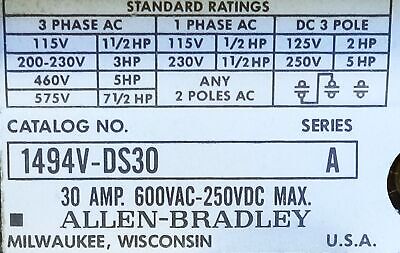 STANDARD RATINGS
3 PHASE AC 1 PHASE AC DC 3 POLE
115V 1 1/2 HP 115V 1/2 HP 125V 2 HP
200-230V 3HP 230V 1 1/2 HP 250V 5 HP
460V 5HP ANY
575V 7 1/2 HP 2 POLES AC
CATALOG NO. SERIES
1494V-DS30 A
30 AMP. 600VAC-250VDC MAX.
ALLEN-BRADLEY
MILWAUKEE, WISCONSIN U.S.A.